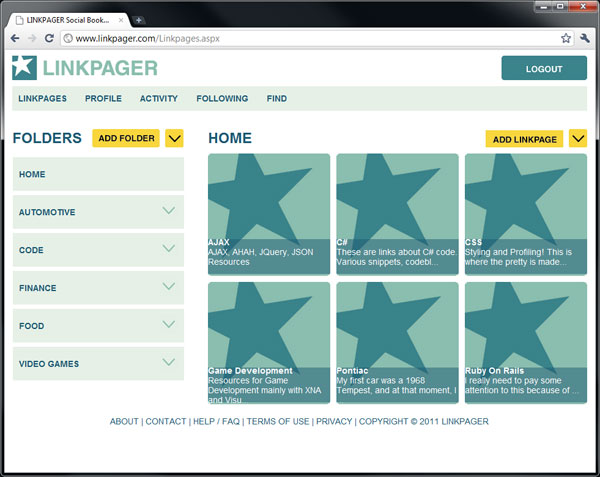 LINKPAGER Social Book...
www.linkpager.com/Linkpages.aspx
LINKPAGER
LOGOUT
LINKPAGES PROFILE ACTIVITY FOLLOWING FIND
FOLDERS
ADD FOLDER
HOME
AUTOMOTIVE
CODE
FINANCE
FOOD
VIDEO GAMES
HOME
ADD LINKPAGE
AJAX
AJAX, AHAH, JQuery, JSON
Resources
C#
These are links about C# code.
Various snippets, codebl...
CSS
Styling and Profiling! This is
where the pretty is made...
Game Development
Resources for Game
Development mainly with XNA
and Visu...
Pontiac
My first car was a 1968
Tempest, and at that moment, I
Ruby On Rails
I really need to pay some
attention to this because of ...
ABOUT | CONTACT | HELP / FAQ | TERMS OF USE | PRIVACY | COPYRIGHT © 2011 LINKPAGER